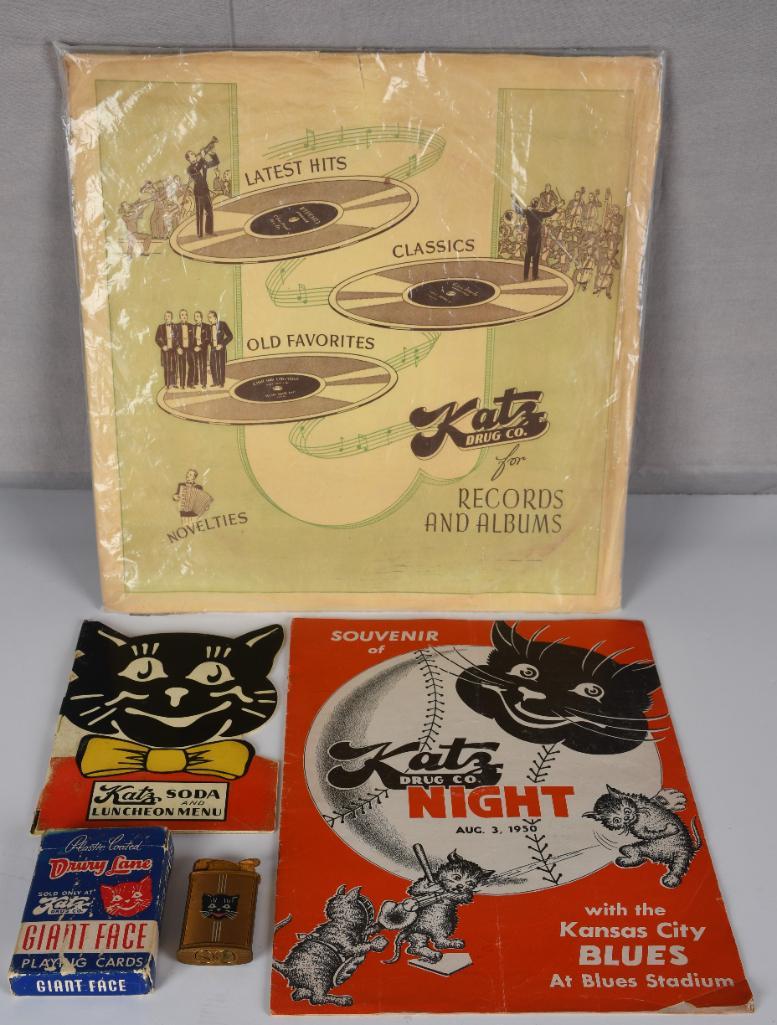 LATEST HITS
CLASSICS
OLD FAVORITES
Katz
DRUG CO.
for
RECORDS
AND ALBUMS
NOVELTIES
Katz SODA
AND
LUNCHEON MENU
SOUVENIR
of
Katz
DRUG CO.
NIGHT
AUG. 3, 1950
with the
Kansas City
BLUES
At Blues Stadium
Plastic Coated
Drury Lane
SOLD ONLY AT
Katz
DRUG CO.
GIANT FACE
PLAYING CARDS
GIANT FACE